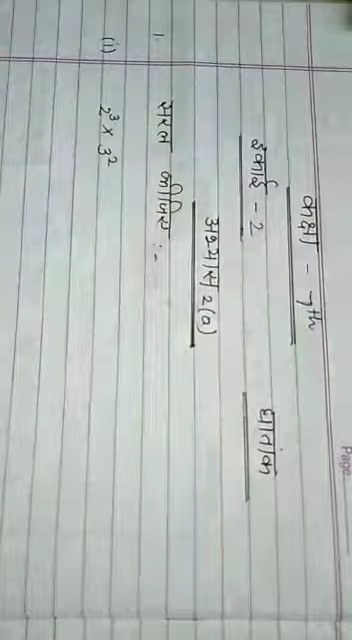 Page
कक्षा - 7th
इकाई - 2 घातांक
अभ्यास 2(a)
1. सरल कीजिए :-
(i) 2³ × 3²